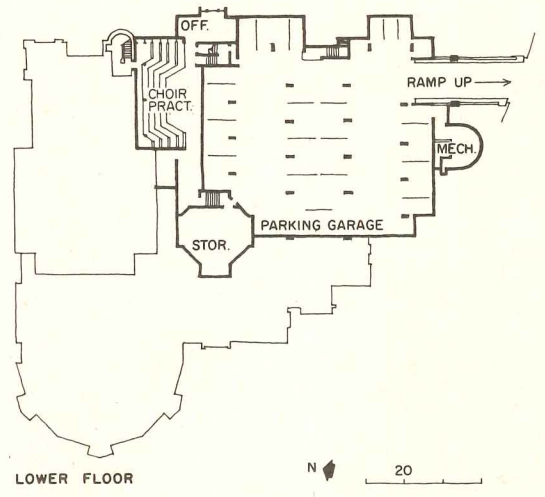 OFF.
RAMP UP
CHOIR
PRACT.
MECH.
PARKING GARAGE
STOR.
LOWER FLOOR
N
20